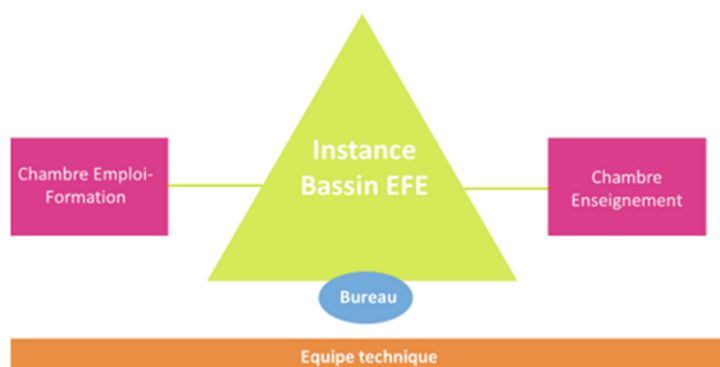 Instance
Bassin EFE
Chambre Emploi-
Formation
Chambre
Enseignement
Bureau
Equipe technique